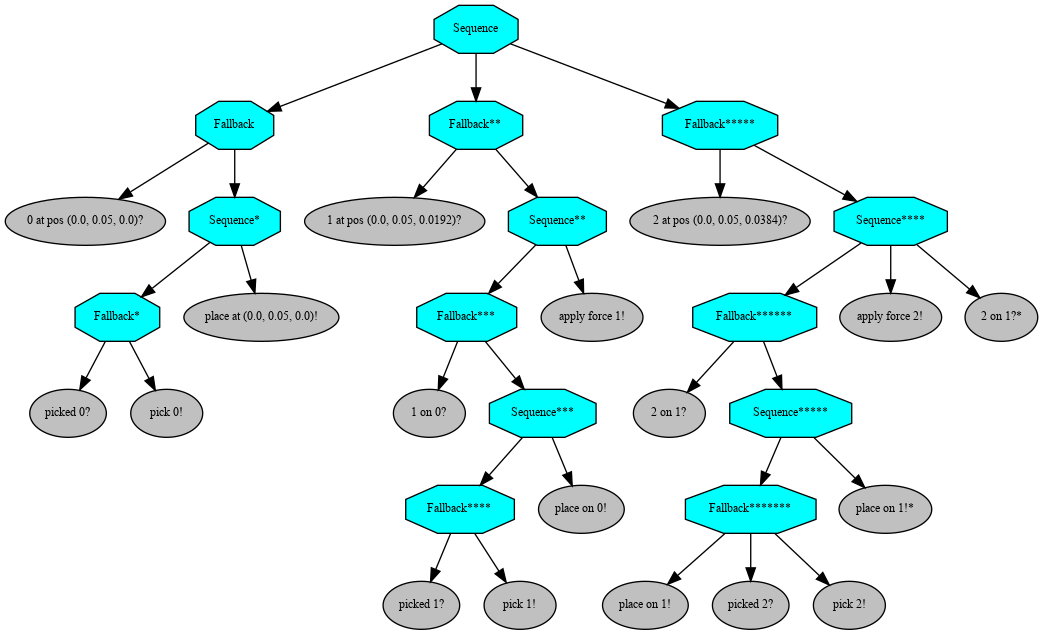 Sequence
Fallback
Fallback**
Fallback*****
0 at pos (0.0, 0.05, 0.0)?
Sequence*
1 at pos (0.0, 0.05, 0.0192)?
Sequence**
2 at pos (0.0, 0.05, 0.0384)?
Sequence****
Fallback*
place at (0.0, 0.05, 0.0)!
Fallback***
apply force 1!
Fallback******
apply force 2!
2 on 1?*
picked 0?
pick 0!
1 on 0?
Sequence***
2 on 1?
Sequence*****
Fallback****
place on 0!
Fallback*******
place on 1!*
picked 1?
pick 1!
place on 1!
picked 2?
pick 2!